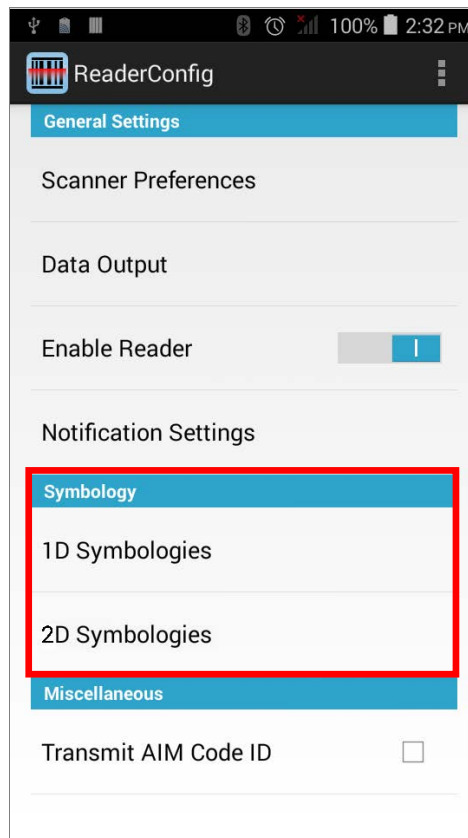 100% 2:32 PM
ReaderConfig
General Settings
Scanner Preferences
Data Output
Enable Reader
Notification Settings
Symbology
1D Symbologies
2D Symbologies
Miscellaneous
Transmit AIM Code ID